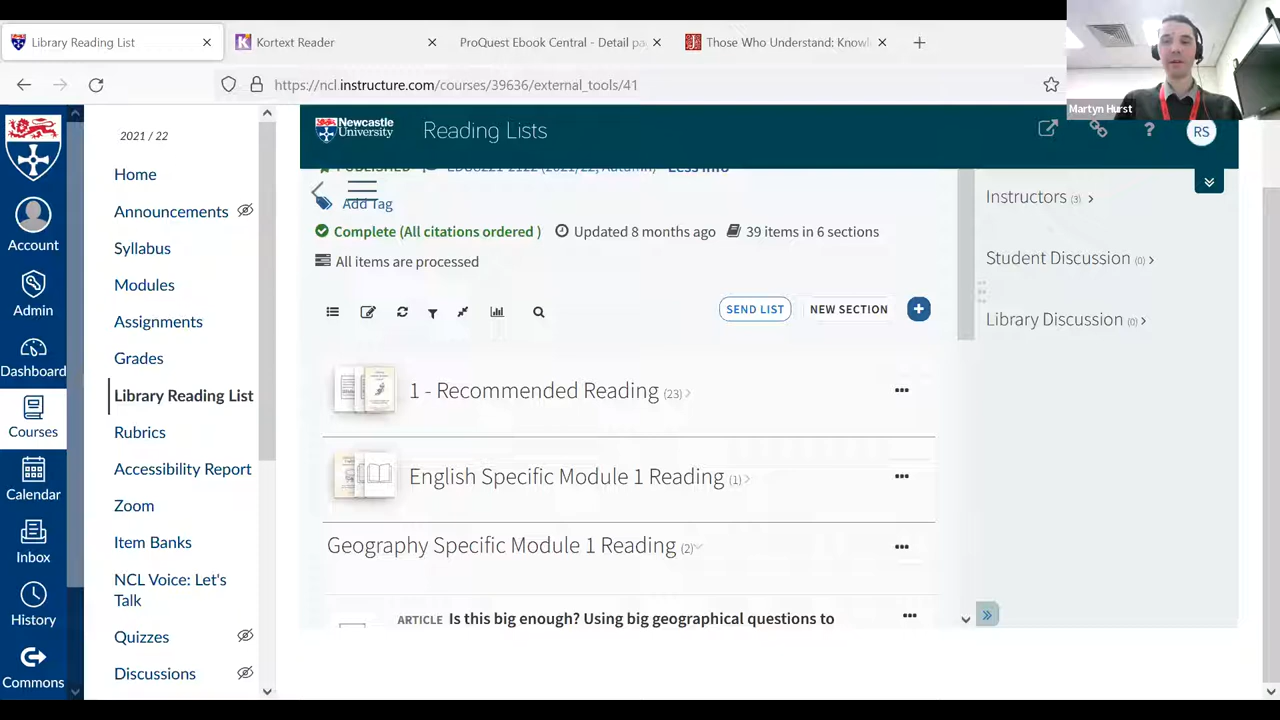 Library Reading List
Kortext Reader
ProQuest Ebook Central - Detail pa
Those Who Understand: Knowl
https://ncl.instructure.com/courses/39636/external_tools/41
Martyn Hurst
Account
Admin
Dashboard
Courses
Calendar
Inbox
History
Commons
2021 / 22
Home
Announcements
Syllabus
Modules
Assignments
Grades
Library Reading List
Rubrics
Accessibility Report
Zoom
Item Banks
NCL Voice: Let's
Talk
Quizzes
Discussions
Newcastle
University
Reading Lists
?
RS
PUBLISHED
Less info
Add Tag
Complete (All citations ordered )
Updated 8 months ago
39 items in 6 sections
All items are processed
SEND LIST
NEW SECTION
1 - Recommended Reading (23)
English Specific Module 1 Reading (1)
Geography Specific Module 1 Reading (2)
ARTICLE Is this big enough? Using big geographical questions to
Instructors (3)
Student Discussion (0)
Library Discussion (0)